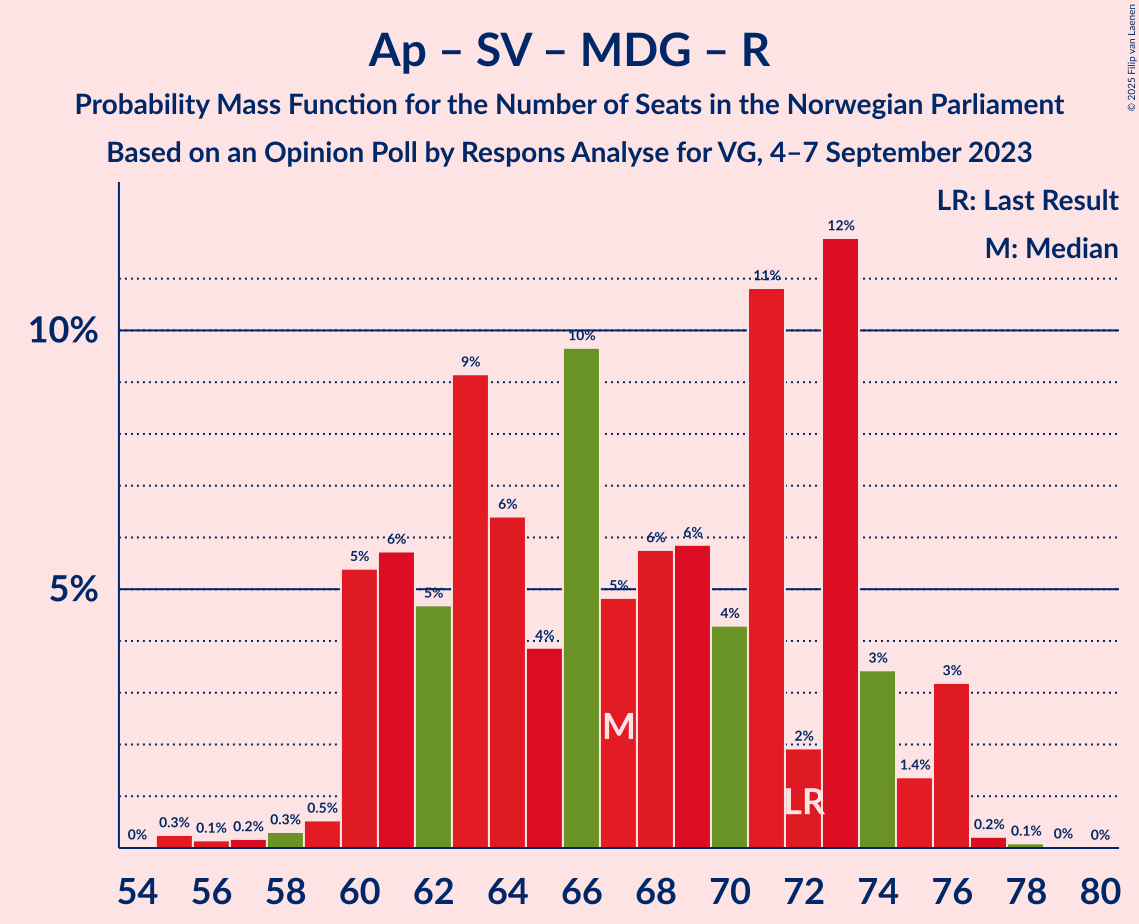 Ap – SV – MDG – R
Probability Mass Function for the Number of Seats in the Norwegian Parliament
Based on an Opinion Poll by Respons Analyse for VG, 4–7 September 2023
© 2025 Filip van Laenen
LR: Last Result
M: Median
10%
5%
0% 0.3% 0.1% 0.2% 0.3% 0.5% 5% 6% 5% 9% 6% 4% 10% 5% 6% 6% 4% 11% 2% 12% 3% 1.4% 3% 0.2% 0.1% 0% 0%
M
LR
54 56 58 60 62 64 66 68 70 72 74 76 78 80